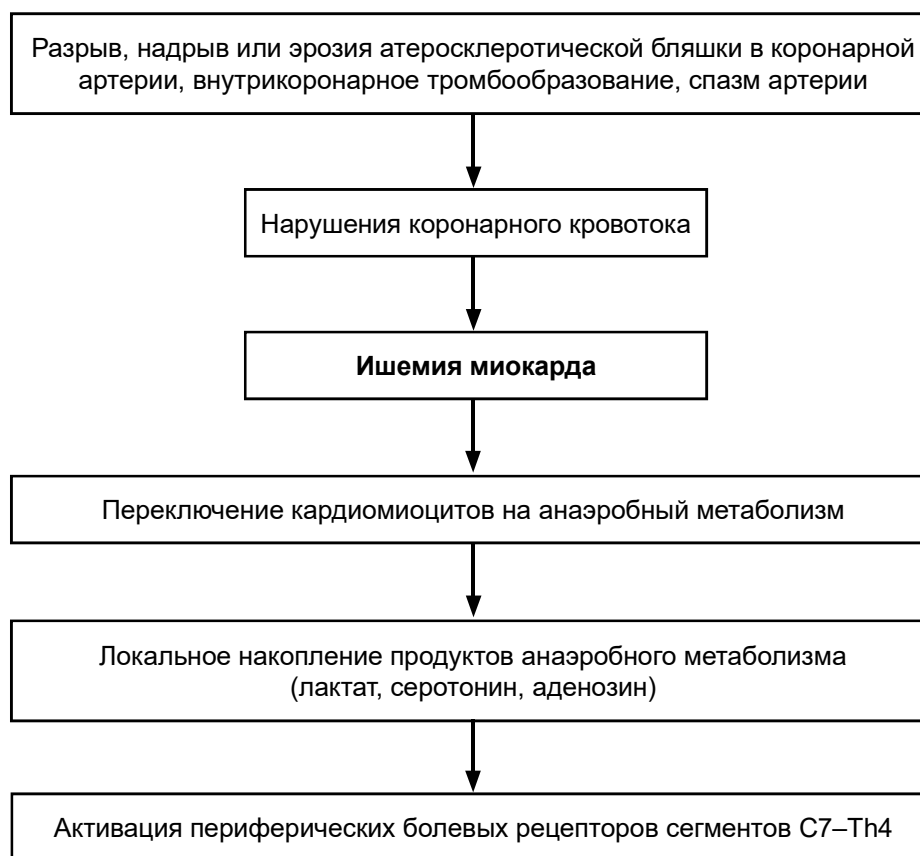 Разрыв, надрыв или эрозия атеросклеротической бляшки в коронарной
артерии, внутрикоронарное тромбообразование, спазм артерии
Нарушения коронарного кровотока
Ишемия миокарда
Переключение кардиомиоцитов на анаэробный метаболизм
Локальное накопление продуктов анаэробного метаболизма
(лактат, серотонин, аденозин)
Активация периферических болевых рецепторов сегментов C7–Th4